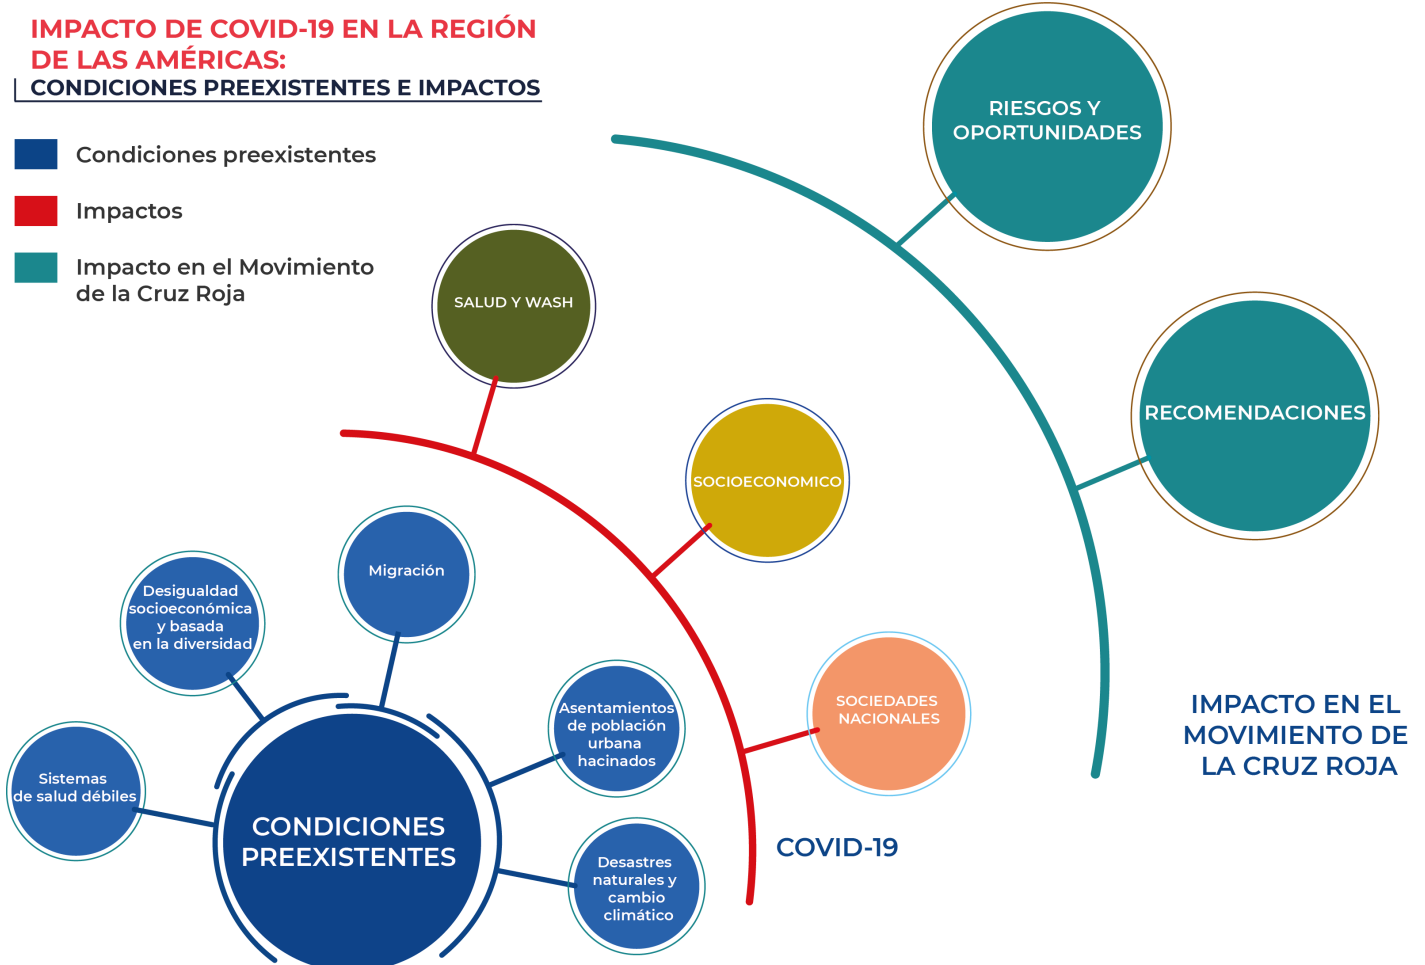 IMPACTO DE COVID-19 EN LA REGIÓN
DE LAS AMÉRICAS:
CONDICIONES PREEXISTENTES E IMPACTOS
Condiciones preexistentes
Impactos
Impacto en el Movimiento
de la Cruz Roja
RIESGOS Y
OPORTUNIDADES
RECOMENDACIONES
SALUD Y WASH
SOCIOECONOMICO
SOCIEDADES
NACIONALES
Migración
Desigualdad
socioeconómica
y basada
en la diversidad
Asentamientos
de población
urbana
hacinados
Sistemas
de salud débiles
Desastres
naturales y
cambio
climático
CONDICIONES
PREEXISTENTES
COVID-19
IMPACTO EN EL
MOVIMIENTO DE
LA CRUZ ROJA